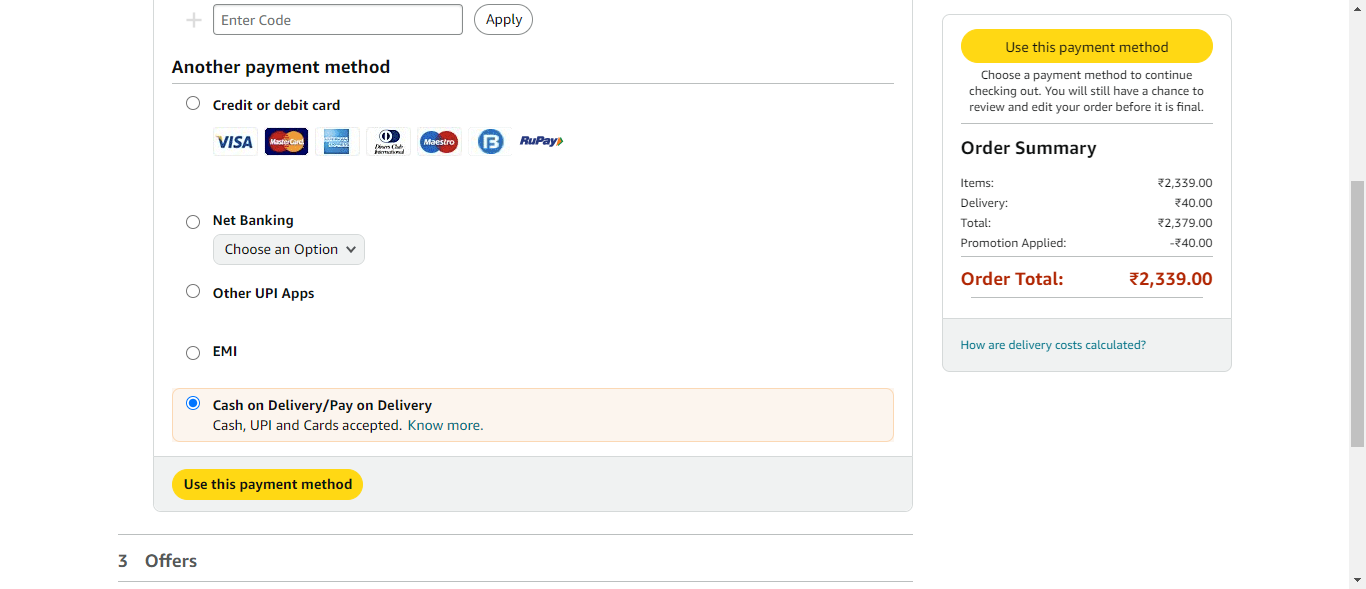 Enter Code
Apply
Another payment method
Credit or debit card
VISA
MasterCard
AMERICAN EXPRESS
Diners Club
International
Maestro
B
RuPay
Net Banking
Choose an Option
Other UPI Apps
EMI
Cash on Delivery/Pay on Delivery
Cash, UPI and Cards accepted. Know more.
Use this payment method
3 Offers
Use this payment method
Choose a payment method to continue
checking out. You will still have a chance to
review and edit your order before it is final.
Order Summary
Items: ₹2,339.00
Delivery: ₹40.00
Total: ₹2,379.00
Promotion Applied: -₹40.00
Order Total: ₹2,339.00
How are delivery costs calculated?